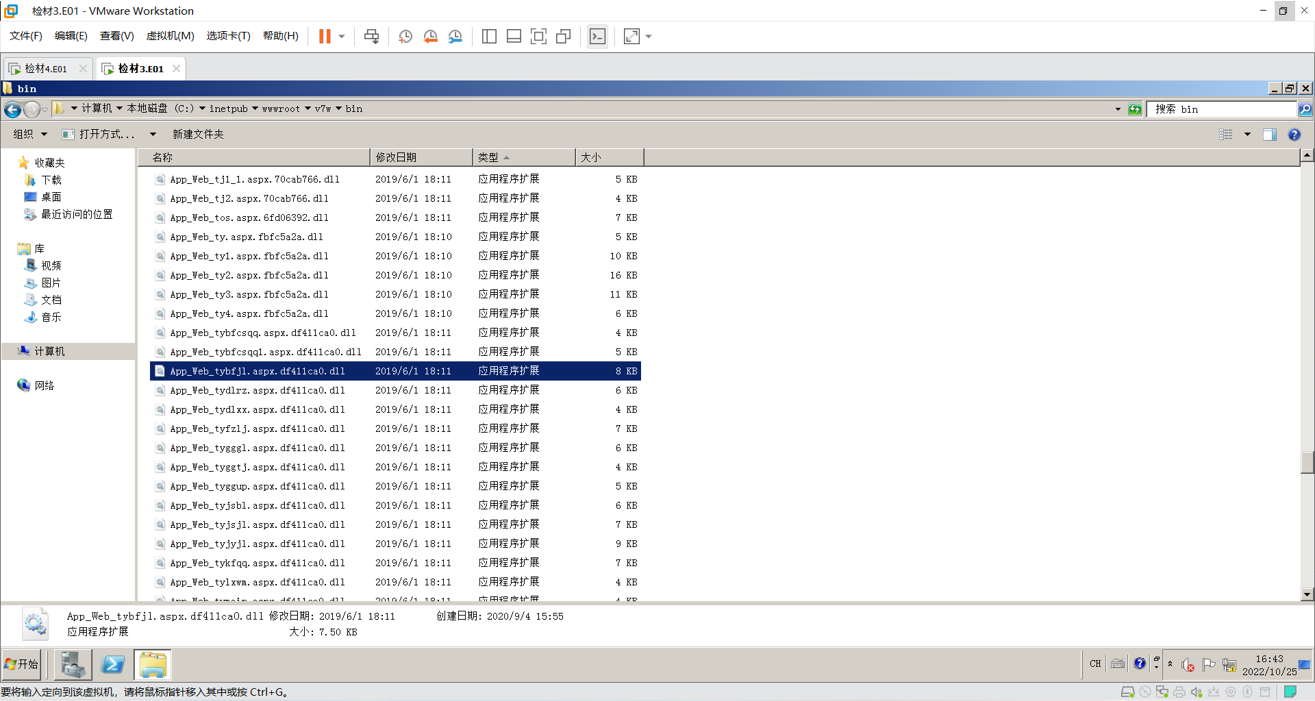 检材3.E01 - VMware Workstation
文件(F) 编辑(E) 查看(V) 虚拟机(M) 选项卡(T) 帮助(H)
检材4.E01 检材3.E01
bin
计算机 本地磁盘 (C:) inetpub wwwroot v7w bin 搜索 bin
组织 打开方式... 新建文件夹
收藏夹
下载
桌面
最近访问的位置
库
视频
图片
文档
音乐
计算机
网络
名称 修改日期 类型 大小
App_Web_tj1_1.aspx.70cab766.dll 2019/6/1 18:11 应用程序扩展 5 KB
App_Web_tj2.aspx.70cab766.dll 2019/6/1 18:11 应用程序扩展 4 KB
App_Web_tos.aspx.6fd06392.dll 2019/6/1 18:11 应用程序扩展 7 KB
App_Web_ty.aspx.fbfc5a2a.dll 2019/6/1 18:10 应用程序扩展 5 KB
App_Web_ty1.aspx.fbfc5a2a.dll 2019/6/1 18:10 应用程序扩展 10 KB
App_Web_ty2.aspx.fbfc5a2a.dll 2019/6/1 18:10 应用程序扩展 16 KB
App_Web_ty3.aspx.fbfc5a2a.dll 2019/6/1 18:10 应用程序扩展 11 KB
App_Web_ty4.aspx.fbfc5a2a.dll 2019/6/1 18:10 应用程序扩展 6 KB
App_Web_tybfcsqq.aspx.df411ca0.dll 2019/6/1 18:11 应用程序扩展 4 KB
App_Web_tybfcsqq1.aspx.df411ca0.dll 2019/6/1 18:11 应用程序扩展 5 KB
App_Web_tybfjl.aspx.df411ca0.dll 2019/6/1 18:11 应用程序扩展 8 KB
App_Web_tydlrz.aspx.df411ca0.dll 2019/6/1 18:11 应用程序扩展 6 KB
App_Web_tydlxx.aspx.df411ca0.dll 2019/6/1 18:11 应用程序扩展 4 KB
App_Web_tyfzlj.aspx.df411ca0.dll 2019/6/1 18:11 应用程序扩展 7 KB
App_Web_tygggl.aspx.df411ca0.dll 2019/6/1 18:11 应用程序扩展 6 KB
App_Web_tyggtj.aspx.df411ca0.dll 2019/6/1 18:11 应用程序扩展 4 KB
App_Web_tyggup.aspx.df411ca0.dll 2019/6/1 18:11 应用程序扩展 5 KB
App_Web_tyjsbl.aspx.df411ca0.dll 2019/6/1 18:11 应用程序扩展 6 KB
App_Web_tyjsjl.aspx.df411ca0.dll 2019/6/1 18:11 应用程序扩展 7 KB
App_Web_tyjyjl.aspx.df411ca0.dll 2019/6/1 18:11 应用程序扩展 9 KB
App_Web_tykfqq.aspx.df411ca0.dll 2019/6/1 18:11 应用程序扩展 7 KB
App_Web_tylxwm.aspx.df411ca0.dll 2019/6/1 18:11 应用程序扩展 4 KB
App_Web_tybfjl.aspx.df411ca0.dll 修改日期: 2019/6/1 18:11 创建日期: 2020/9/4 15:55
应用程序扩展 大小: 7.50 KB
开始 CH 16:43
2022/10/25
要将输入定向到该虚拟机，请将鼠标指针移入其中或按 Ctrl+G。